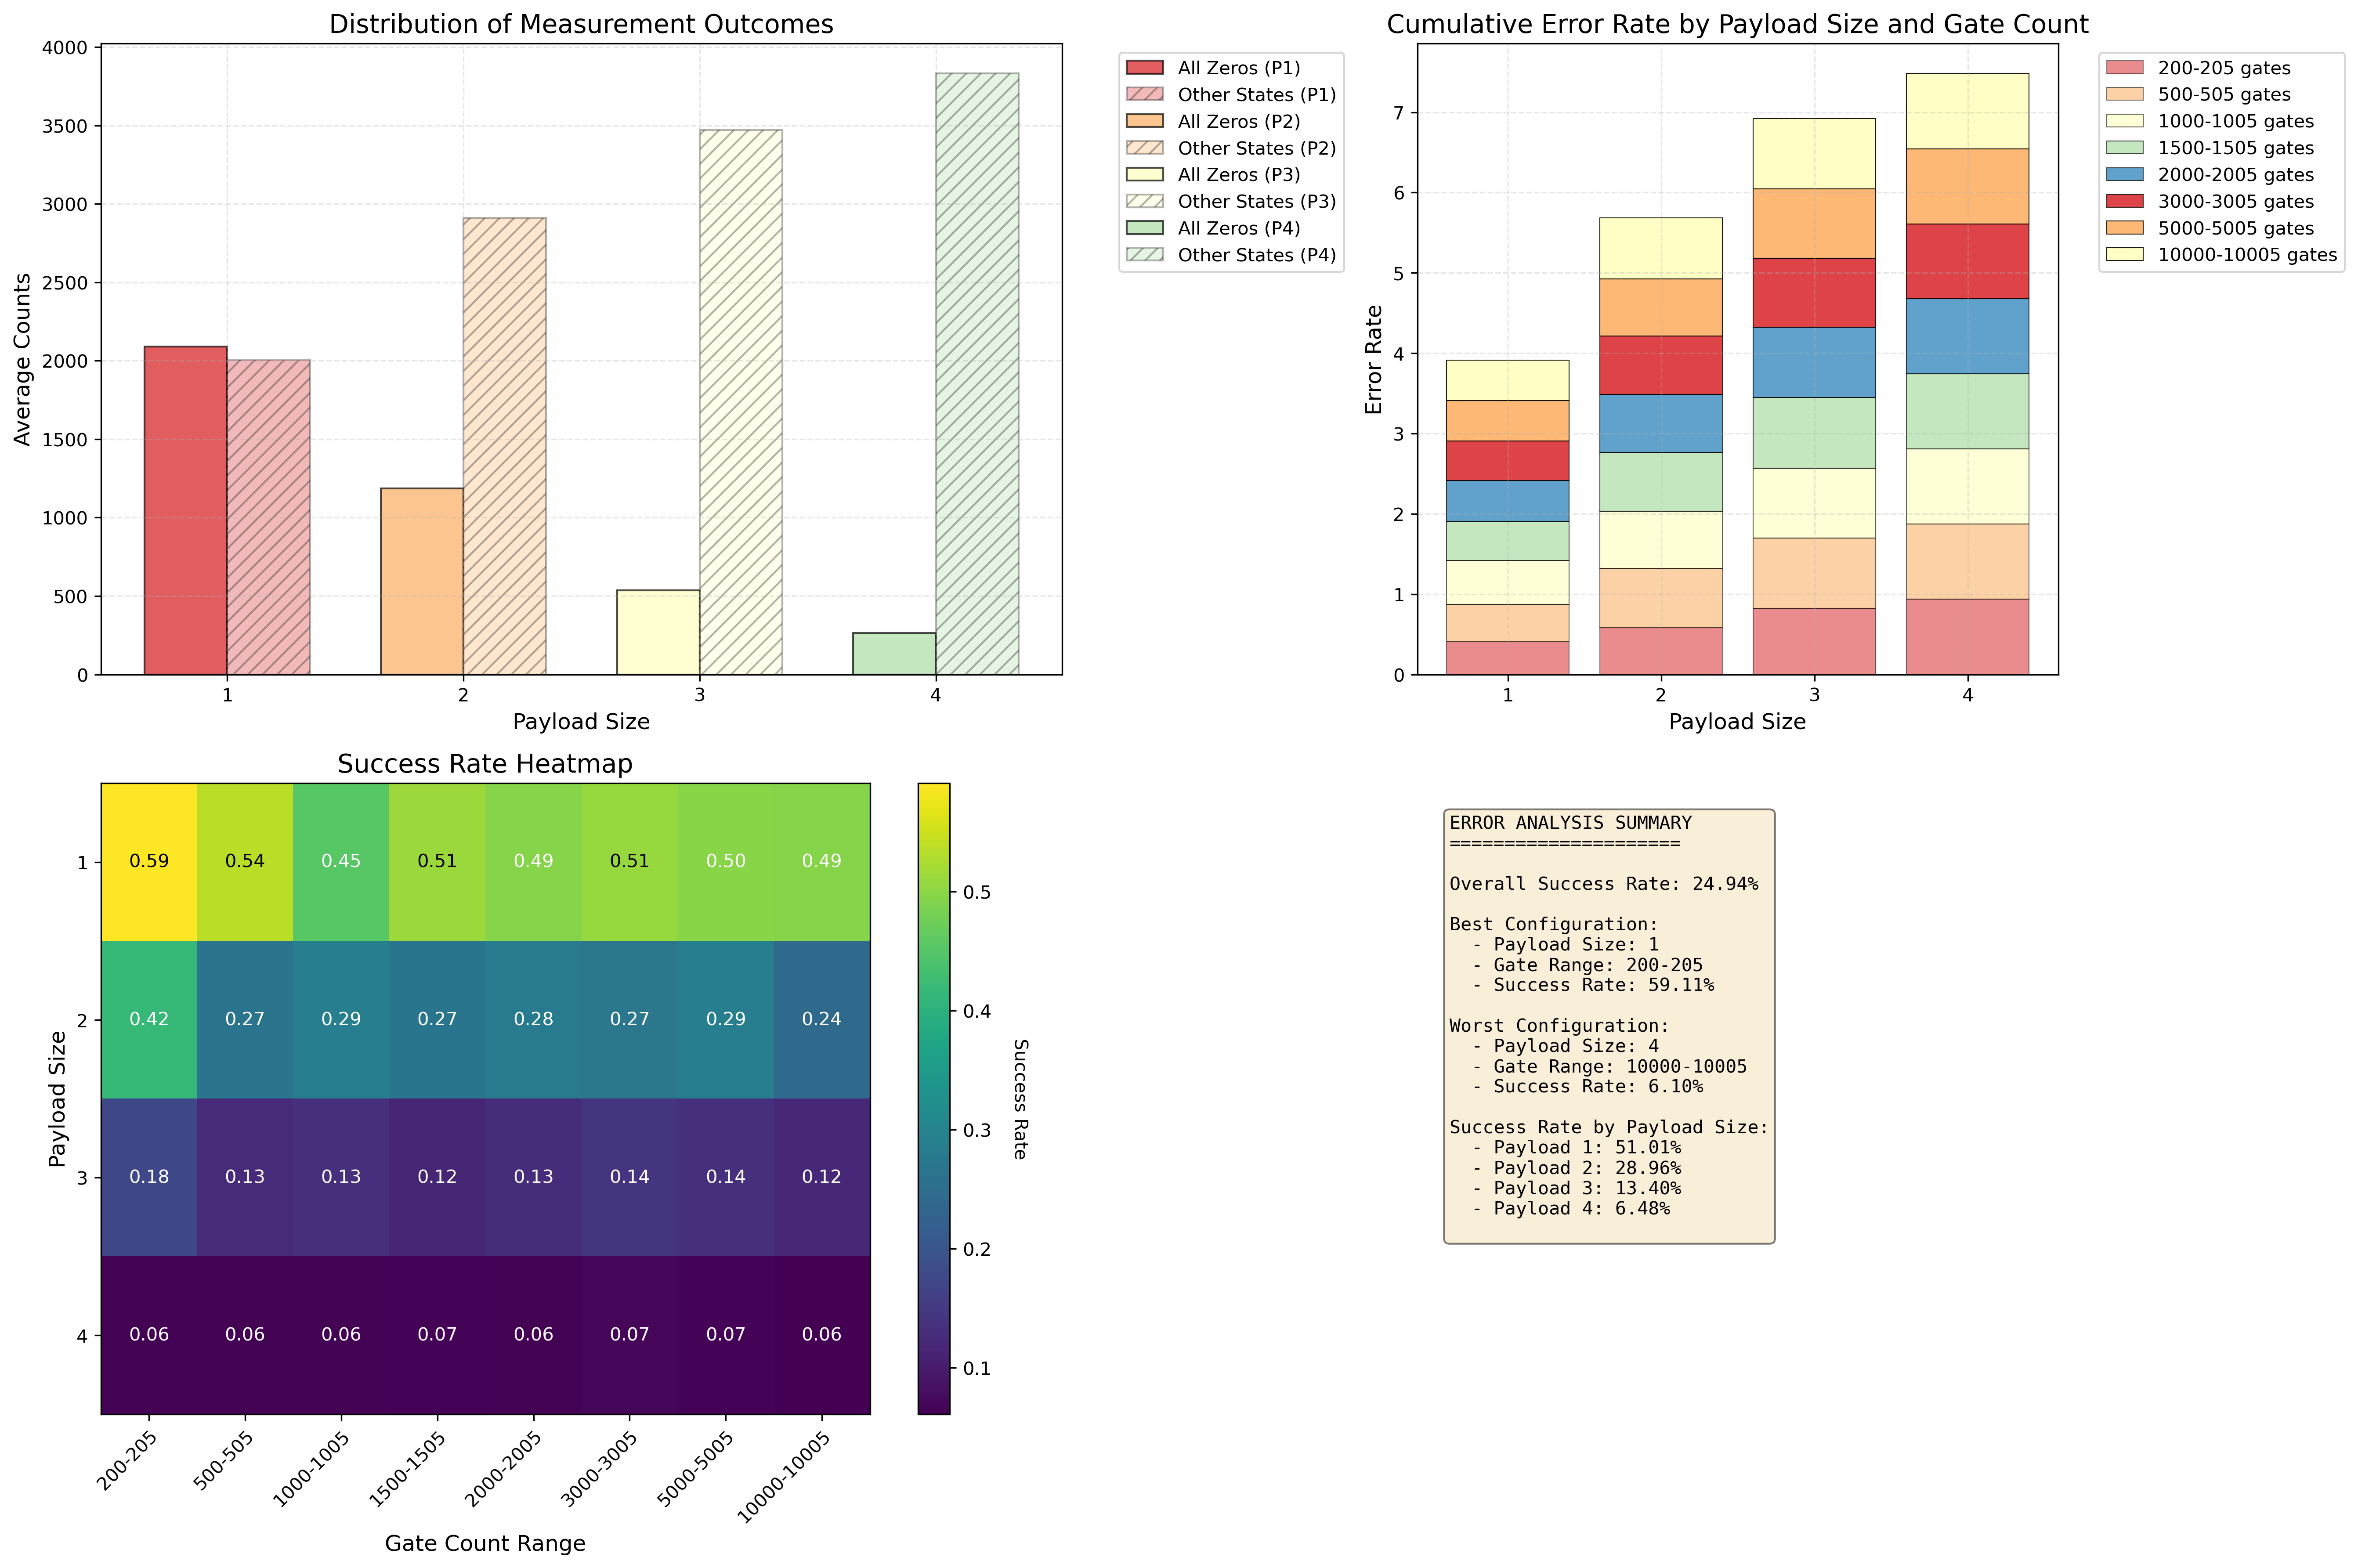 Distribution of Measurement Outcomes
4000
3500
3000
2500
2000
1500
1000
500
0
Average Counts
1 2 3 4
Payload Size
All Zeros (P1)
Other States (P1)
All Zeros (P2)
Other States (P2)
All Zeros (P3)
Other States (P3)
All Zeros (P4)
Other States (P4)
Cumulative Error Rate by Payload Size and Gate Count
7
6
5
4
3
2
1
0
Error Rate
1 2 3 4
Payload Size
200-205 gates
500-505 gates
1000-1005 gates
1500-1505 gates
2000-2005 gates
3000-3005 gates
5000-5005 gates
10000-10005 gates
Success Rate Heatmap
Payload Size
1 0.59 0.54 0.45 0.51 0.49 0.51 0.50 0.49
2 0.42 0.27 0.29 0.27 0.28 0.27 0.29 0.24
3 0.18 0.13 0.13 0.12 0.13 0.14 0.14 0.12
4 0.06 0.06 0.06 0.07 0.06 0.07 0.07 0.06
200-205 500-505 1000-1005 1500-1505 2000-2005 3000-3005 5000-5005 10000-10005
Gate Count Range
0.5
0.4
0.3
0.2
0.1
Success Rate
ERROR ANALYSIS SUMMARY
=====================
Overall Success Rate: 24.94%
Best Configuration:
- Payload Size: 1
- Gate Range: 200-205
- Success Rate: 59.11%
Worst Configuration:
- Payload Size: 4
- Gate Range: 10000-10005
- Success Rate: 6.10%
Success Rate by Payload Size:
- Payload 1: 51.01%
- Payload 2: 28.96%
- Payload 3: 13.40%
- Payload 4: 6.48%